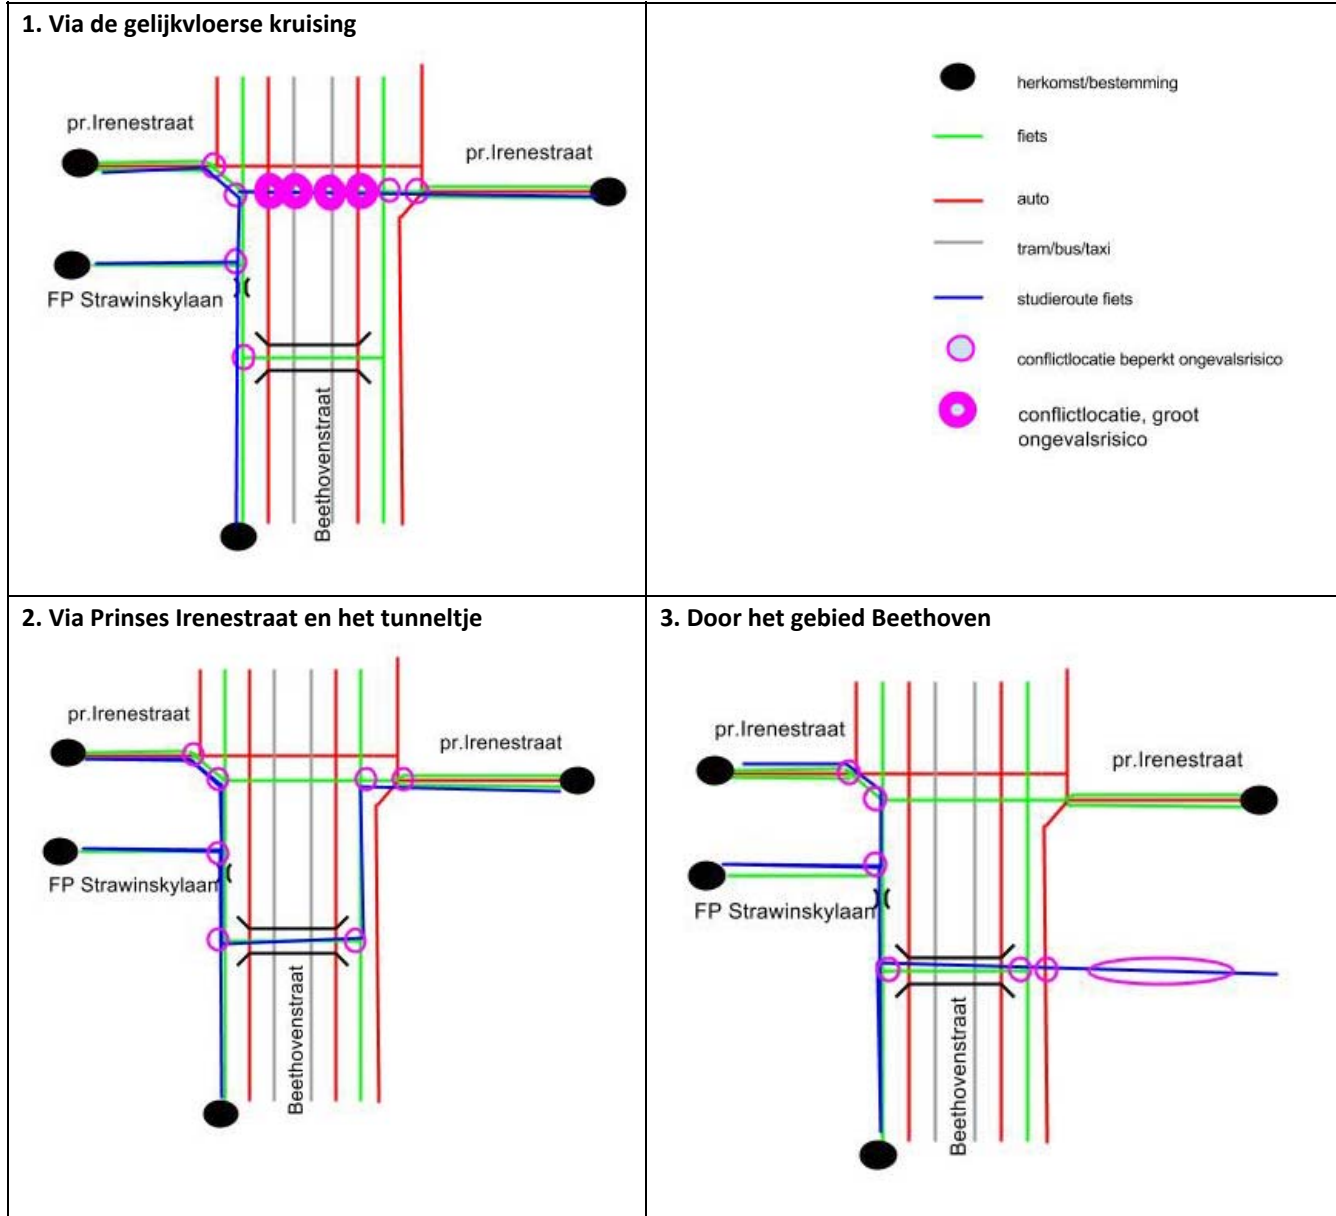 1. Via de gelijkvloerse kruising
pr.Irenestraat
pr.Irenestraat
FP Strawinskylaan
Beethovenstraat
herkomst/bestemming
fiets
auto
tram/bus/taxi
studieroute fiets
conflictlocatie beperkt ongevalsrisico
conflictlocatie, groot
ongevalsrisico
2. Via Prinses Irenestraat en het tunneltje
pr.Irenestraat
pr.Irenestraat
FP Strawinskylaan
Beethovenstraat
3. Door het gebied Beethoven
pr.Irenestraat
pr.Irenestraat
FP Strawinskylaan
Beethovenstraat